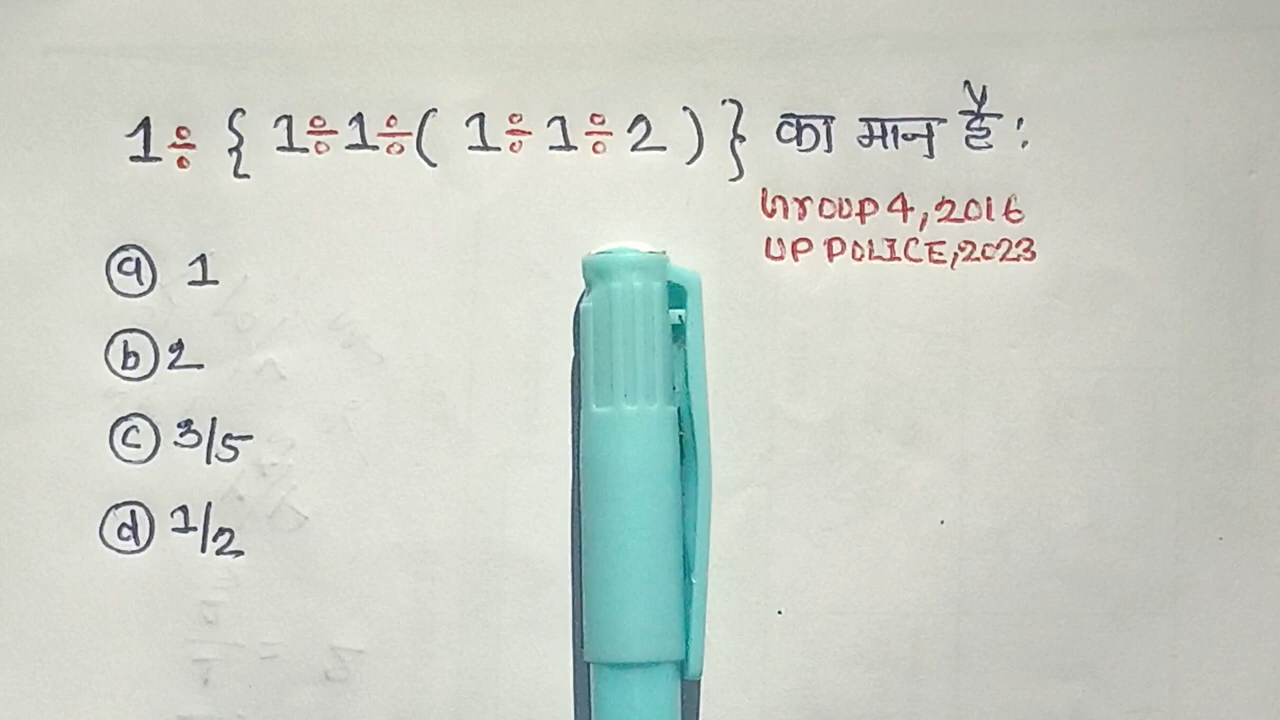 1÷{1÷1÷(1÷1÷2)} का मान है:
Group 4, 2016
UP POLICE, 2023
(a) 1
(b) 2
(c) 3/5
(d) 1/2